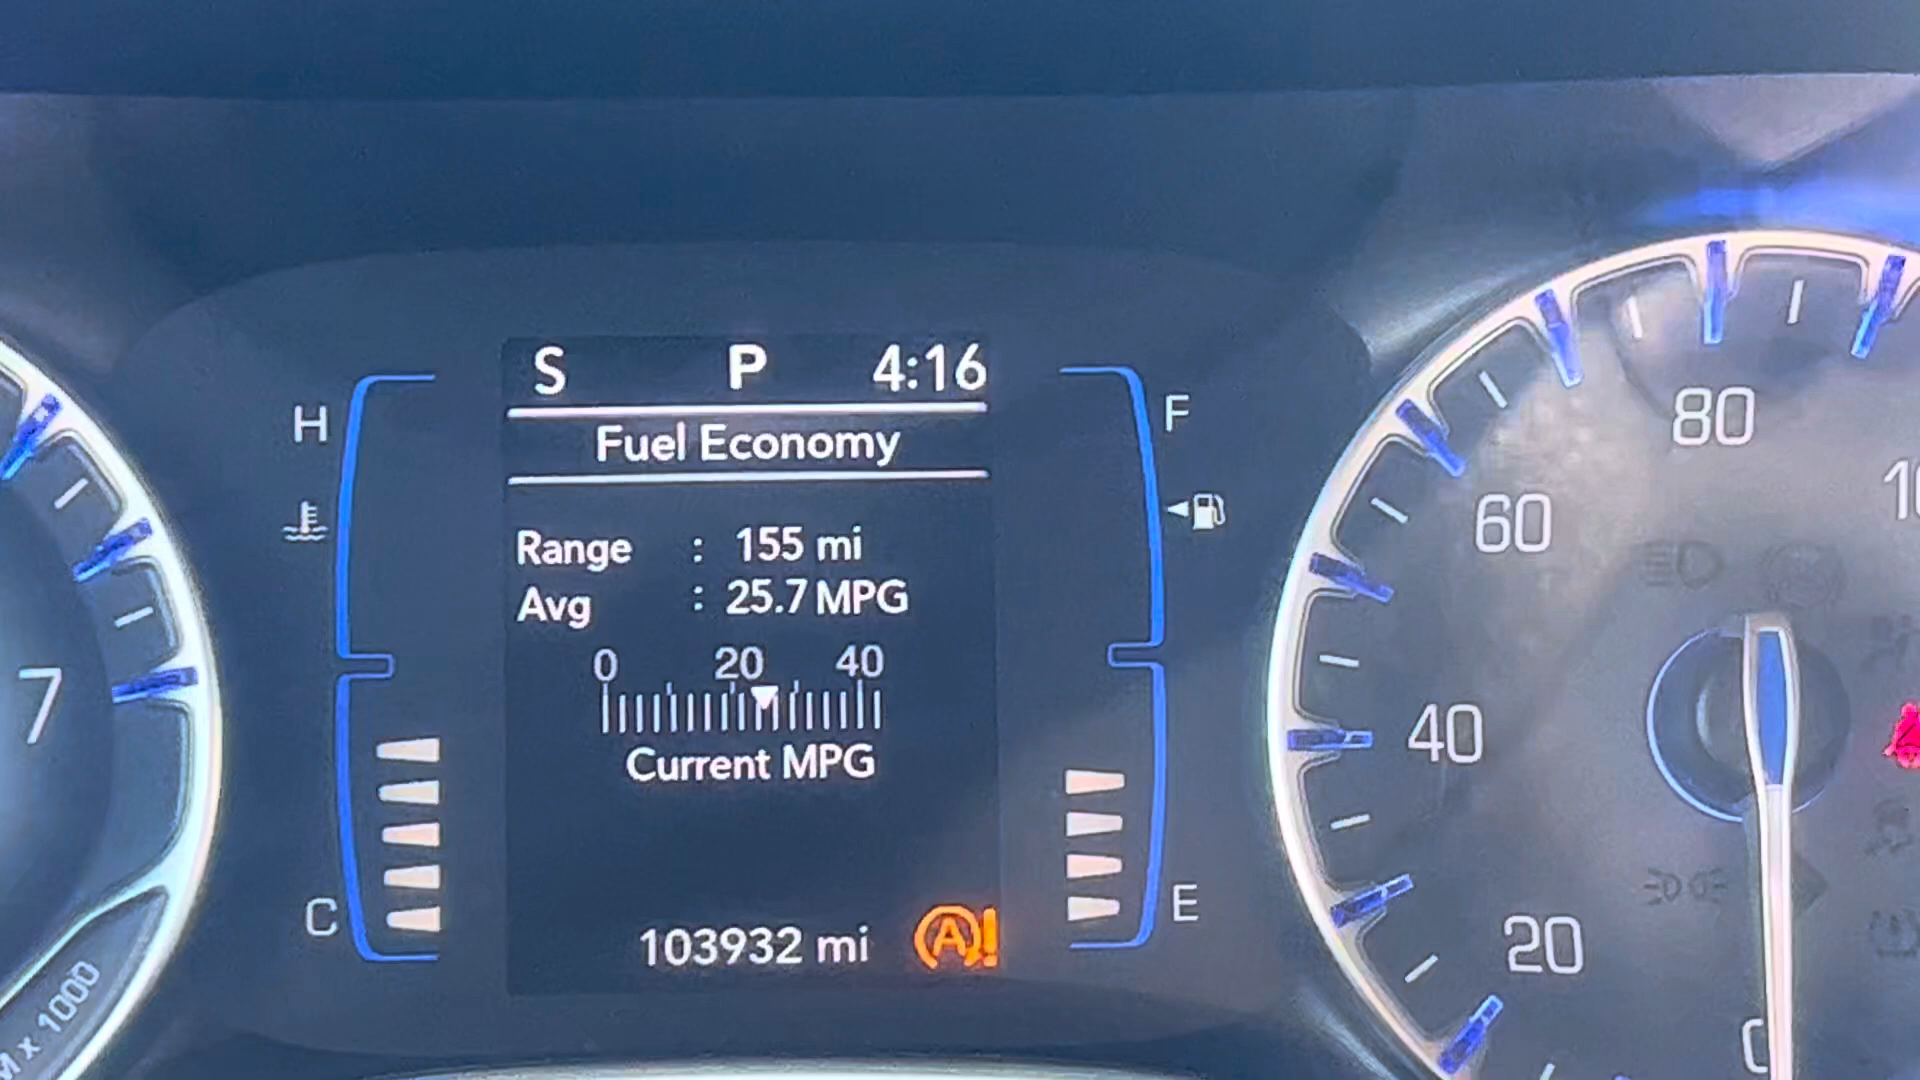 S P 4:16
Fuel Economy
Range : 155 mi
Avg : 25.7 MPG
0 20 40
Current MPG
103932 mi
A!
H
C
F
E
7
x 1000
80
60
40
20
0